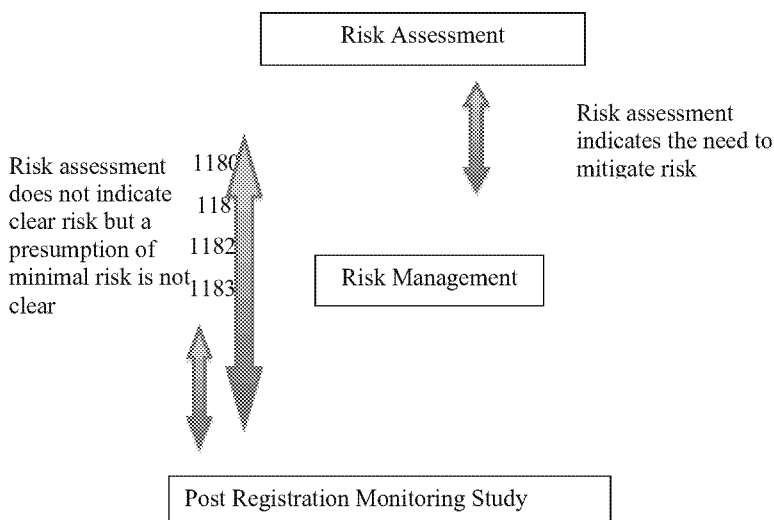 Risk Assessment
Risk assessment
indicates the need to
mitigate risk
Risk assessment
does not indicate
clear risk but a
presumption of
minimal risk is not
clear
1180
118
1182
1183
Risk Management
Post Registration Monitoring Study